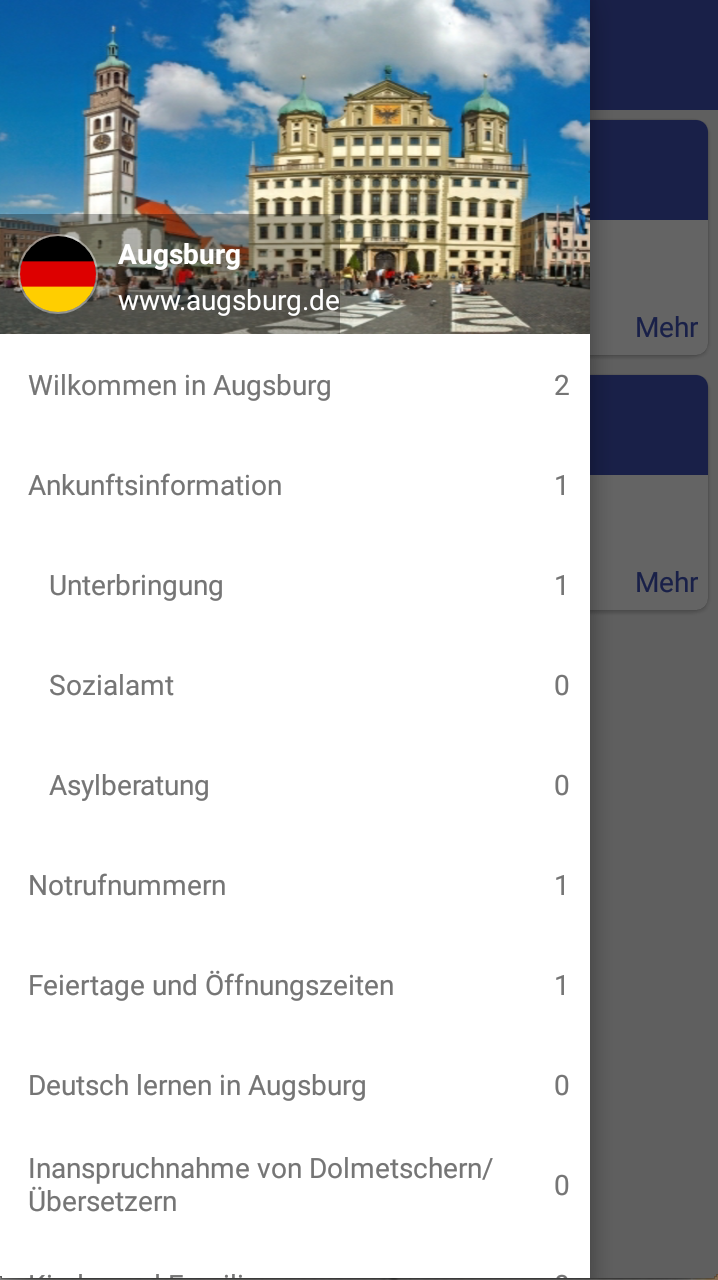 Augsburg
www.augsburg.de
Wilkommen in Augsburg 2
Ankunftsinformation 1
Unterbringung 1
Sozialamt 0
Asylberatung 0
Notrufnummern 1
Feiertage und Öffnungszeiten 1
Deutsch lernen in Augsburg 0
Inanspruchnahme von Dolmetschern/
Übersetzern 0
Mehr
Mehr